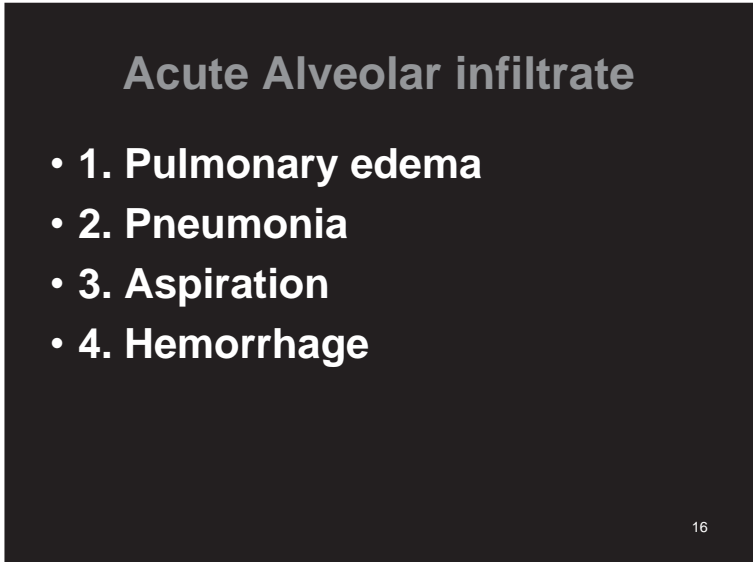 Acute Alveolar infiltrate
• 1. Pulmonary edema
• 2. Pneumonia
• 3. Aspiration
• 4. Hemorrhage
16